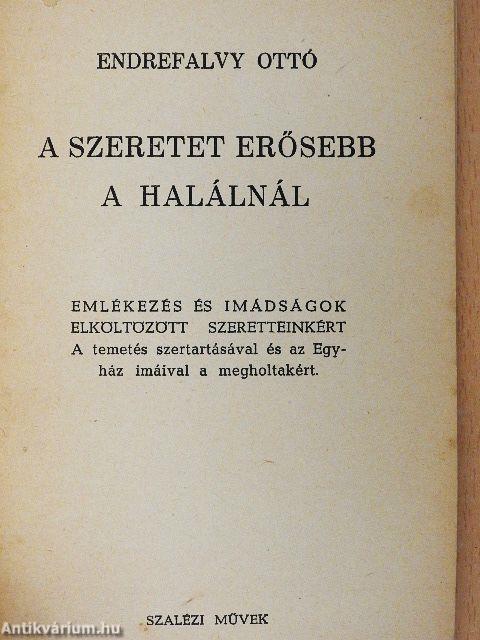 ENDREFALVY OTTÓ
A SZERETET ERŐSEBB
A HALÁLNÁL
EMLÉKEZÉS ÉS IMÁDSÁGOK
ELKÖLTÖZÖTT SZERETTEINKÉRT
A temetés szertartásával és az Egy-
ház imáival a megholtakért.
SZALÉZI MŰVEK
Antikvárium.hu